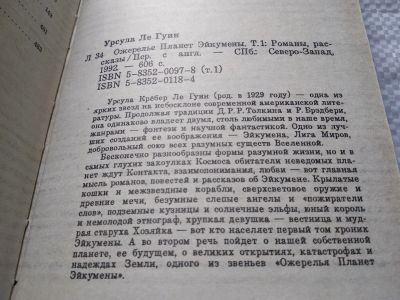 Урсула Ле Гуин
Л 34 Ожерелье Планет Эйкумены. Т.1: Романы, рас-
сказы/Пер. с англ. — СПб.: Северо-Запад,
1992. — 606 с.
ISBN 5-8352-0097-8 (т.1)
ISBN 5-8352-0118-4
Урсула Крёбер Ле Гуин (род. в 1929 году) — одна из
ярких звезд на небосклоне современной американской лите-
ратуры. Продолжая традиции Д.Р.Р.Толкина и Р.Брэдбери,
она одинаково владеет двумя, столь любимыми в наше время,
жанрами — фэнтези и научной фантастикой. Одно из луч-
ших созданий ее воображения — Эйкумена, Лига Миров,
добровольный союз всех разумных существ Вселенной.
Бесконечно разнообразны формы разумной жизни, но и в
самых глухих закоулках Космоса обитатели неведомых пла-
нет ждут Контакта, взаимопонимания, любви — вот главная
мысль романов, повестей и рассказов об Эйкумене. Крылатые
кошки и межзвездные корабли, сверхсветовое оружие и
древние мечи, безумные слепые ангелы и «пожиратели
слов», подземные кузницы и солнечные эльфы, юный король
и немолодой этнограф, хрупкая девушка — вестница и муд-
рая старуха Хозяйка — вот кто населяет первый том хроник
Эйкумены. А во втором речь пойдет о нашей собственной
планете, ее будущем, о великих открытиях, катастрофах и
надеждах Земли, одного из звеньев «Ожерелья Планет
Эйкумены».